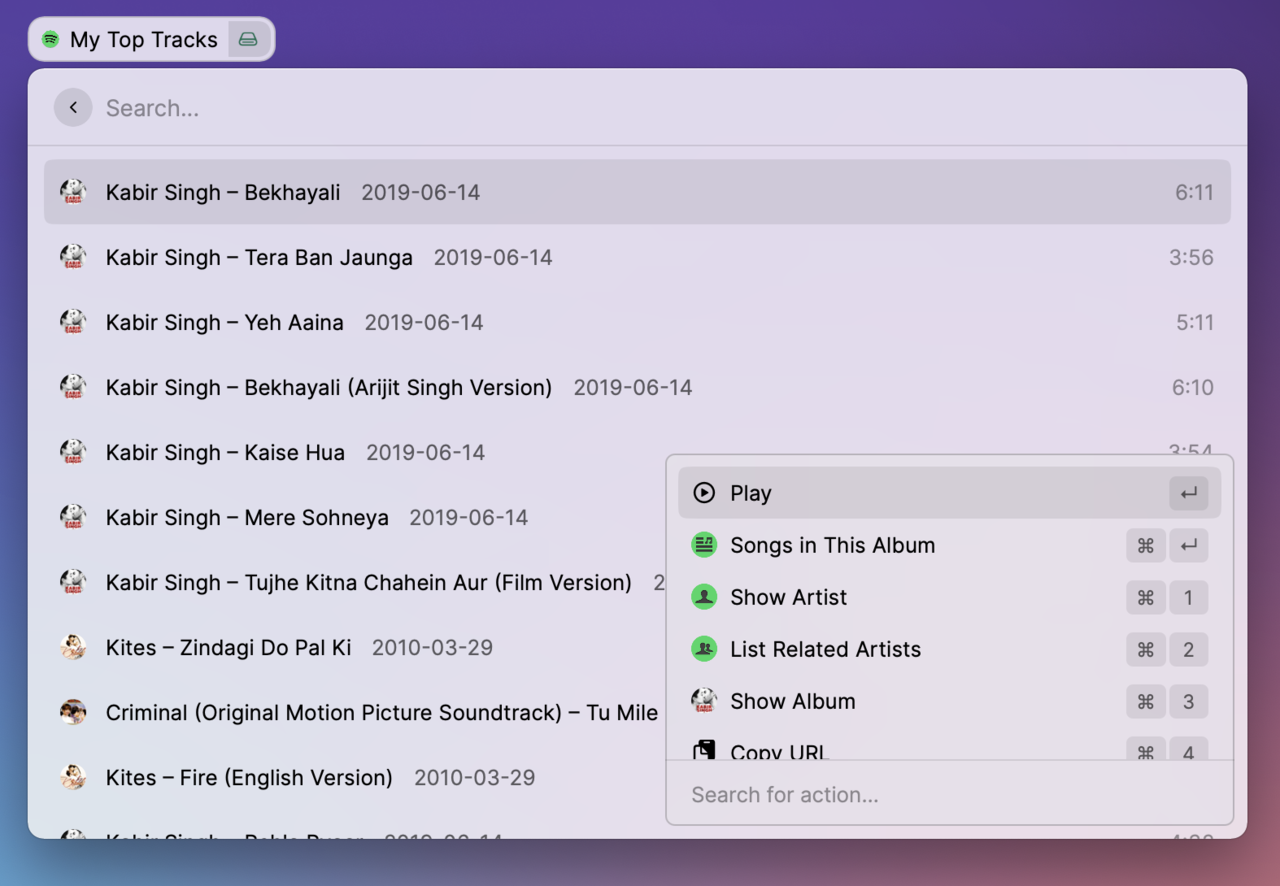 My Top Tracks
Search...
Kabir Singh – Bekhayali 2019-06-14 6:11
Kabir Singh – Tera Ban Jaunga 2019-06-14 3:56
Kabir Singh – Yeh Aaina 2019-06-14 5:11
Kabir Singh – Bekhayali (Arijit Singh Version) 2019-06-14 6:10
Kabir Singh – Kaise Hua 2019-06-14 3:54
Kabir Singh – Mere Sohneya 2019-06-14
Kabir Singh – Tujhe Kitna Chahein Aur (Film Version) 2
Kites – Zindagi Do Pal Ki 2010-03-29
Criminal (Original Motion Picture Soundtrack) – Tu Mile
Kites – Fire (English Version) 2010-03-29
Kabir Singh 2019-06-14
Play ↵
Songs in This Album ⌘ ↵
Show Artist ⌘ 1
List Related Artists ⌘ 2
Show Album ⌘ 3
Copy URL ⌘ 4
Search for action...